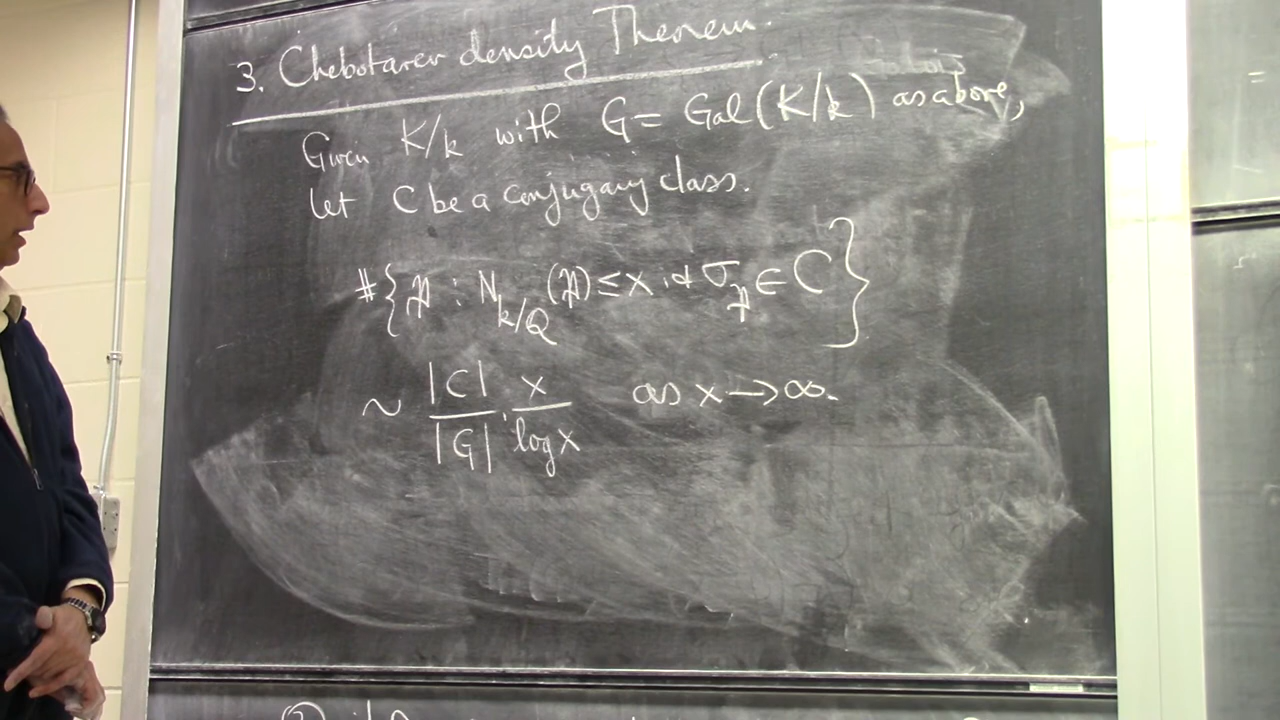 3. Chebotarev density Theorem.
Given K/k with G = Gal(K/k) as above,
let C be a conjugacy class.
#{𝔭 : N_{k/Q}(𝔭) ≤ x, & σ_𝔭 ∈ C}
~ |C|/|G| · x/log x as x → ∞.